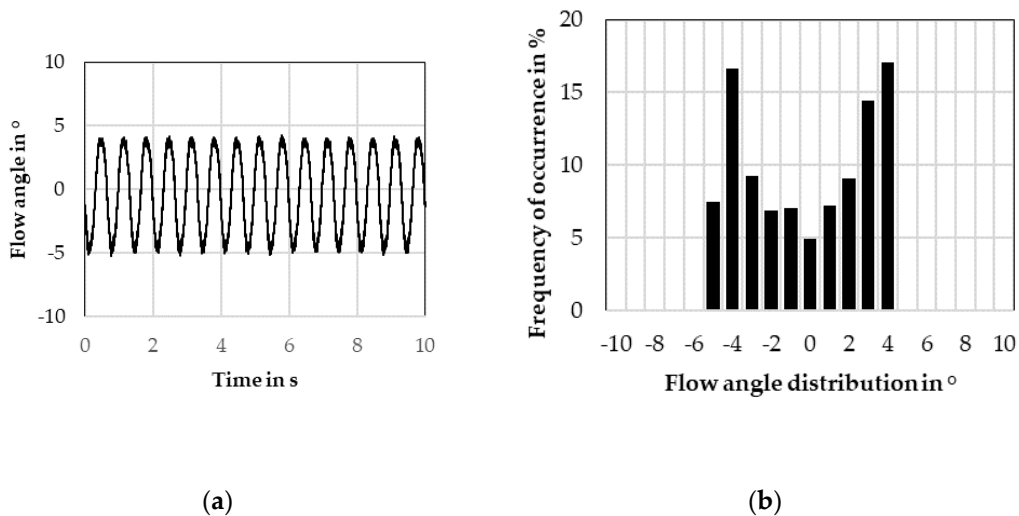 Flow angle in °
10
5
0
-5
-10
0 2 4 6 8 10
Time in s
(a)
Frequency of occurrence in %
20
15
10
5
0
-10 -8 -6 -4 -2 0 2 4 6 8 10
Flow angle distribution in °
(b)